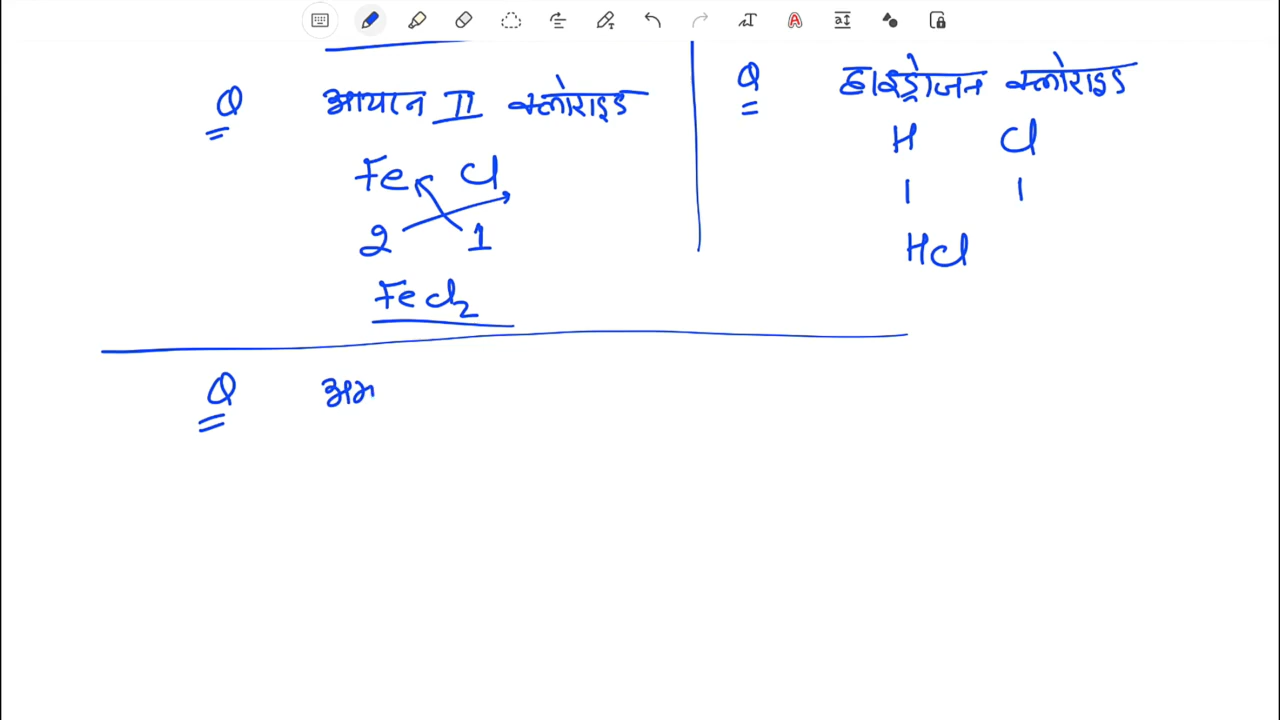 Q आयरन II क्लोराइड
Fe Cl
2 1
FeCl2
Q हाइड्रोजन क्लोराइड
H Cl
1 1
HCl
Q अम